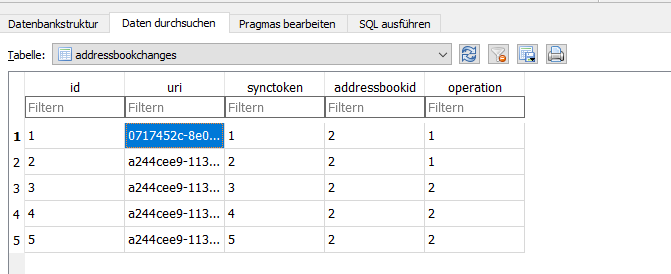 Datenbankstruktur Daten durchsuchen Pragmas bearbeiten SQL ausführen
Tabelle: addressbookchanges
id uri synctoken addressbookid operation
Filtern Filtern Filtern Filtern Filtern
1 1 0717452c-8e0... 1 2 1
2 2 a244cee9-113... 2 2 1
3 3 a244cee9-113... 3 2 2
4 4 a244cee9-113... 4 2 2
5 5 a244cee9-113... 5 2 2